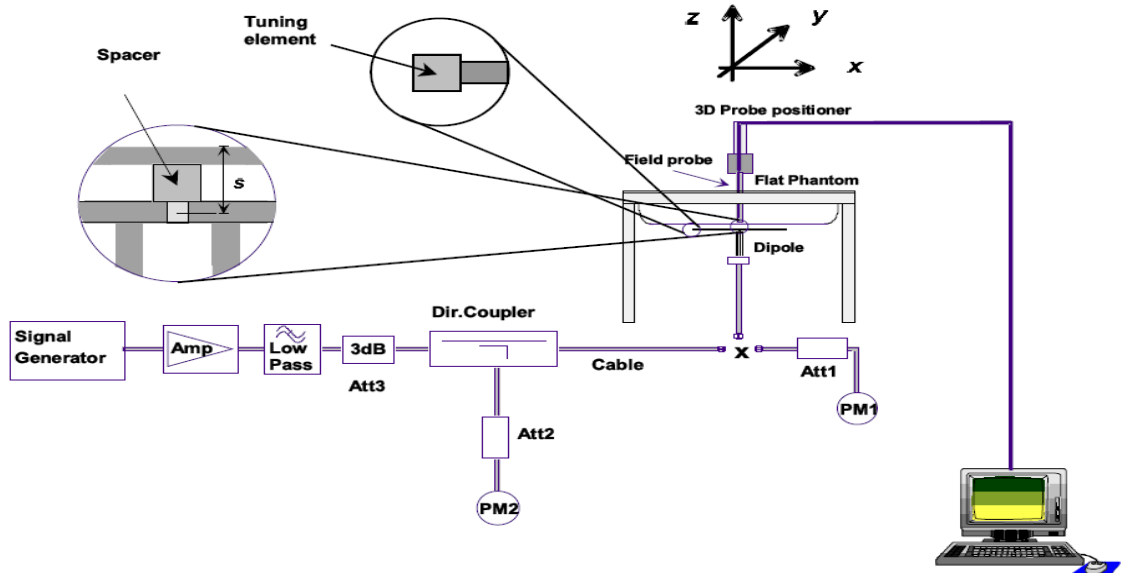 Tuning
element
Spacer
s
z
y
x
3D Probe positioner
Field probe
Flat Phantom
Dipole
Dir.Coupler
Signal
Generator
Amp
Low
Pass
3dB
Att3
Cable
x
Att1
PM1
Att2
PM2